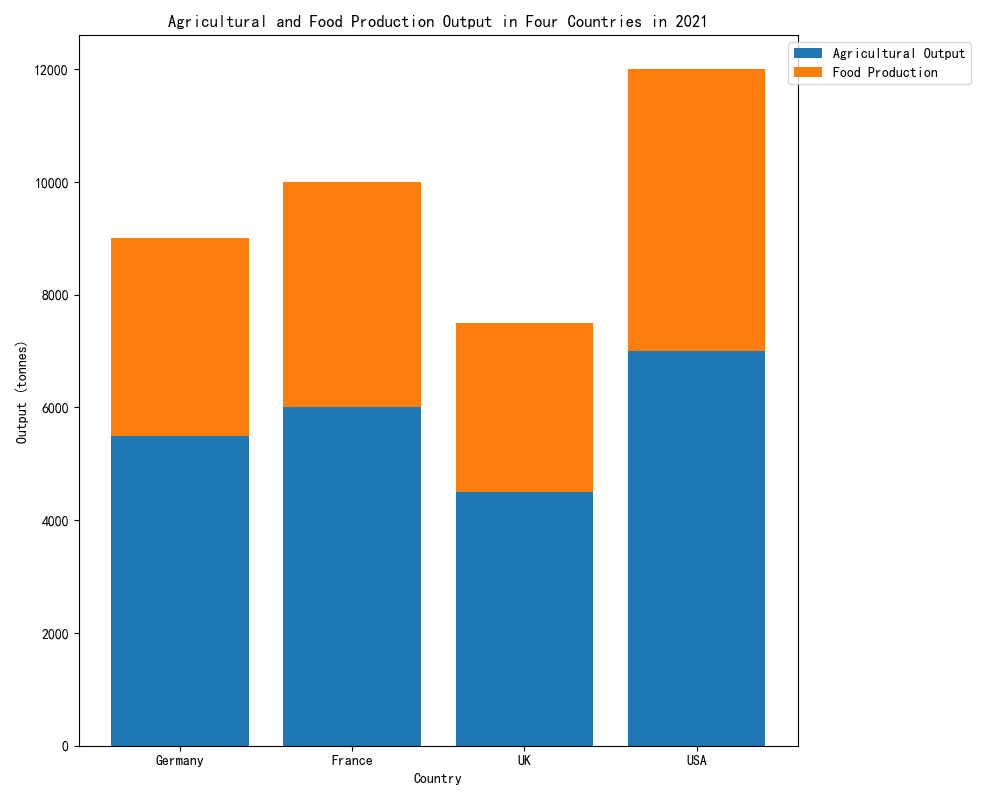 Agricultural and Food Production Output in Four Countries in 2021
Agricultural Output
Food Production
Output (tonnes)
12000
10000
8000
6000
4000
2000
0
Germany
France
UK
USA
Country